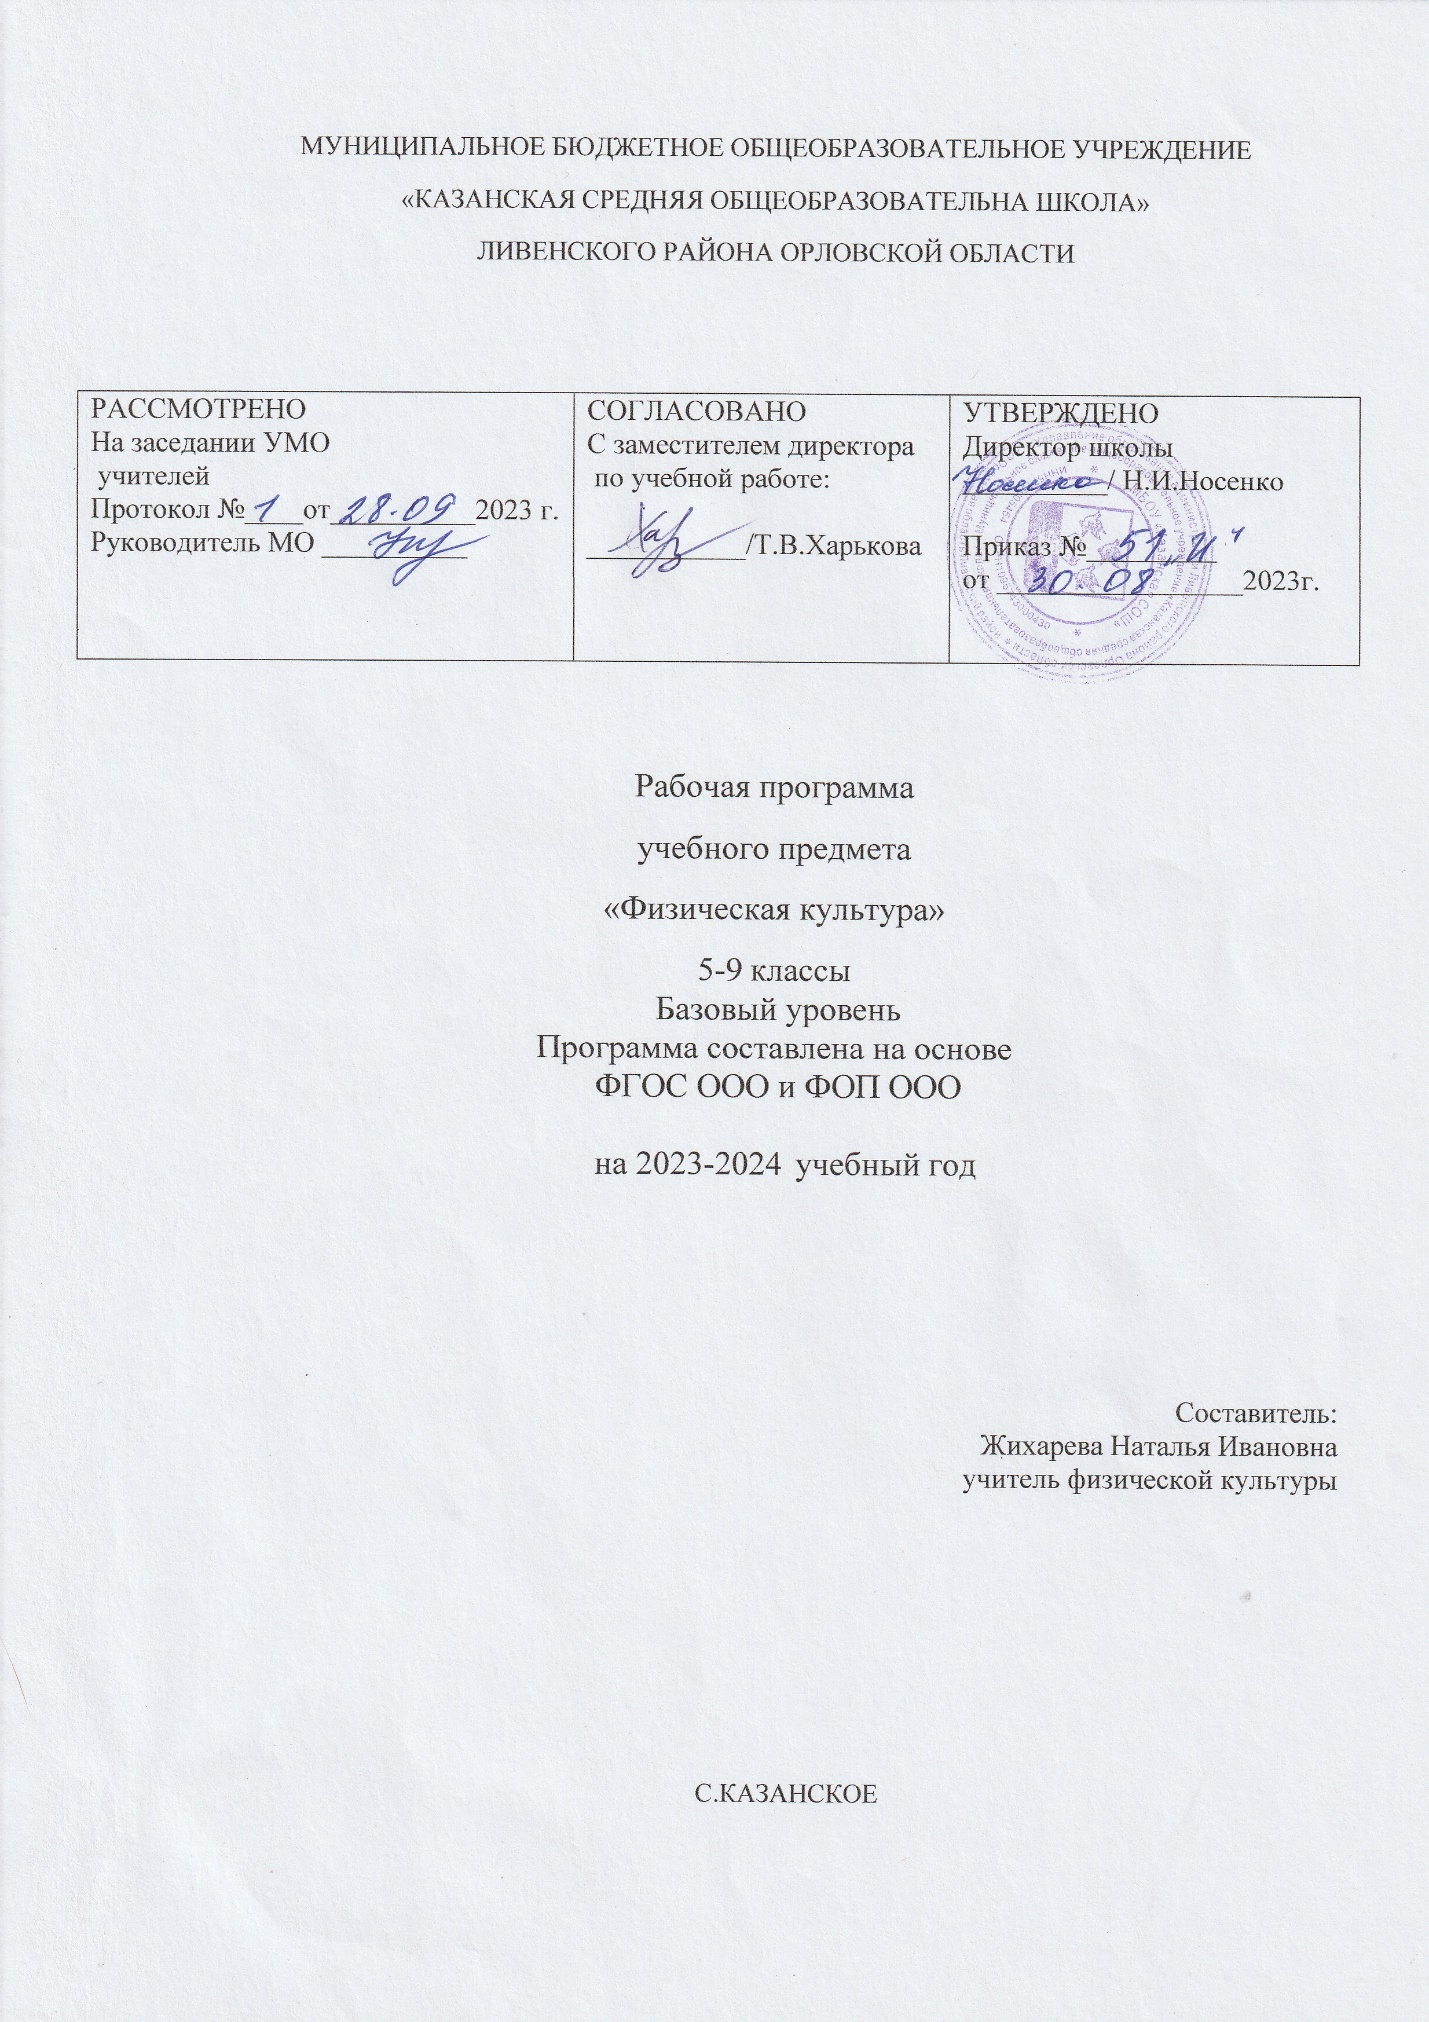 МУНИЦИПАЛЬНОЕ БЮДЖЕТНОЕ ОБЩЕОБРАЗОВАТЕЛЬНОЕ УЧРЕЖДЕНИЕ
«КАЗАНСКАЯ СРЕДНЯЯ ОБЩЕОБРАЗОВАТЕЛЬНА ШКОЛА»
ЛИВЕНСКОГО РАЙОНА ОРЛОВСКОЙ ОБЛАСТИ
РАССМОТРЕНО
На заседании УМО
учителей
Протокол № 1 от 28.09 2023 г.
Руководитель МО
СОГЛАСОВАНО
С заместителем директора
по учебной работе:
/Т.В.Харькова
УТВЕРЖДЕНО
Директор школы
/ Н.И.Носенко
Приказ № 51
от 30.08 2023г.
Рабочая программа
учебного предмета
«Физическая культура»
5-9 классы
Базовый уровень
Программа составлена на основе
ФГОС ООО и ФОП ООО
на 2023-2024 учебный год
Составитель:
Жихарева Наталья Ивановна
учитель физической культуры
С.КАЗАНСКОЕ